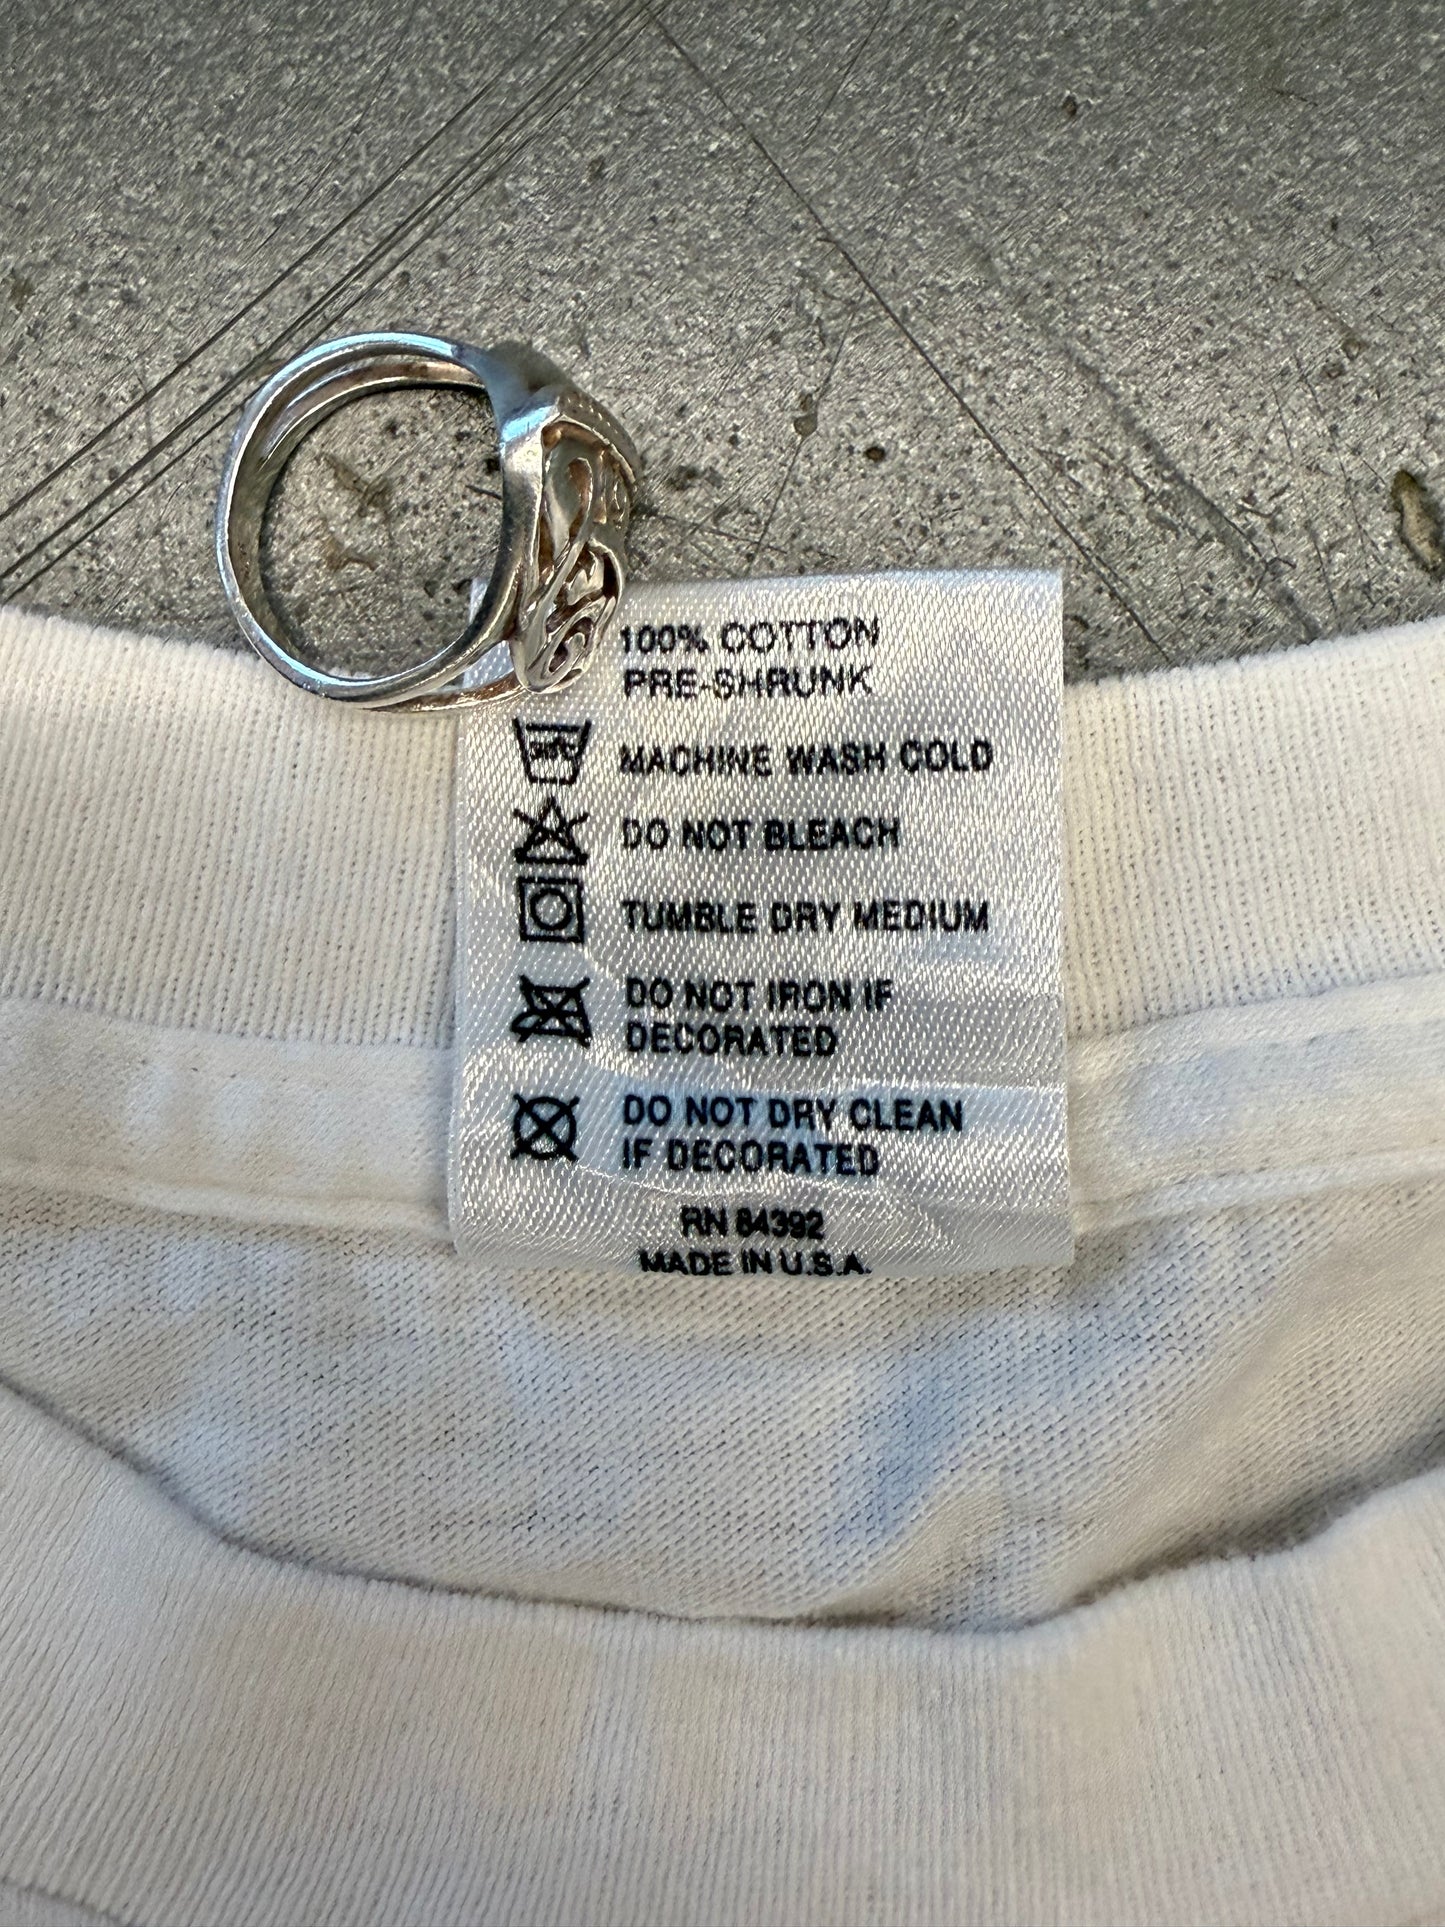 100% COTTON
PRE-SHRUNK
30°C
MACHINE WASH COLD
DO NOT BLEACH
TUMBLE DRY MEDIUM
DO NOT IRON IF
DECORATED
DO NOT DRY CLEAN
IF DECORATED
RN 84392
MADE IN U.S.A.